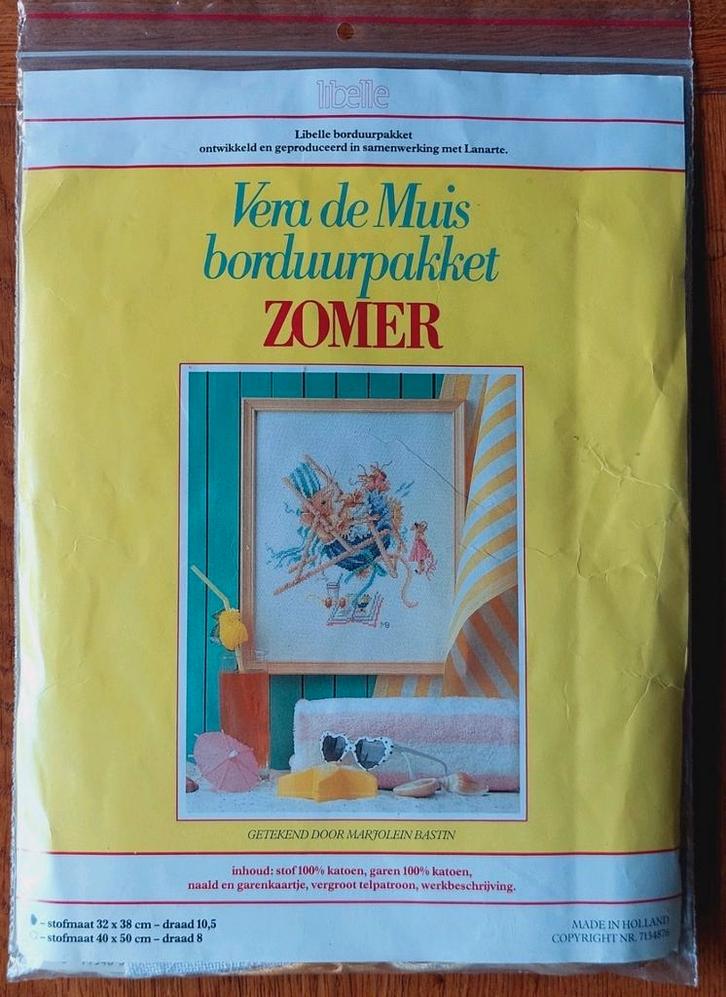 libelle
Libelle borduurpakket
ontwikkeld en geproduceerd in samenwerking met Lanarte.
Vera de Muis
borduurpakket
ZOMER
MB
GETEKEND DOOR MARJOLEIN BASTIN
inhoud: stof 100% katoen, garen 100% katoen,
naald en garenkaartje, vergroot telpatroon, werkbeschrijving.
– stofmaat 32 x 38 cm – draad 10,5
– stofmaat 40 x 50 cm – draad 8
MADE IN HOLLAND
COPYRIGHT NR. 7134876